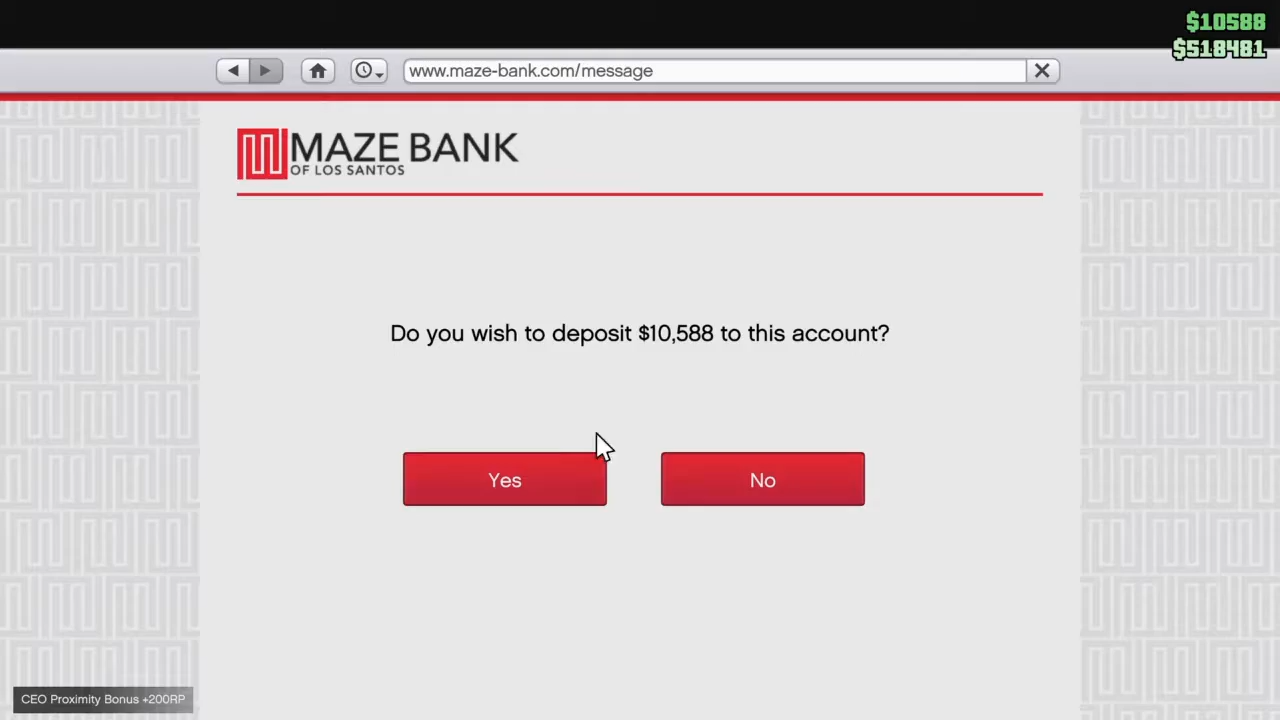 $10588
$518481
www.maze-bank.com/message
MAZE BANK
OF LOS SANTOS
Do you wish to deposit $10,588 to this account?
Yes
No
CEO Proximity Bonus +200RP